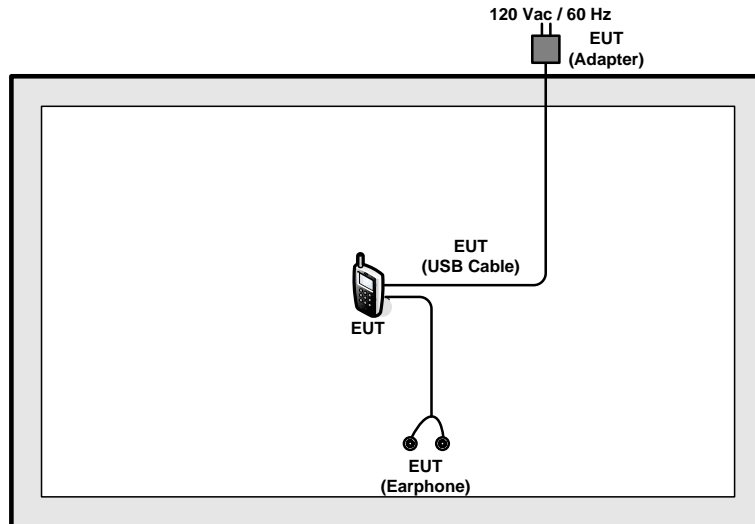 120 Vac / 60 Hz
EUT
(Adapter)
EUT
(USB Cable)
EUT
EUT
(Earphone)